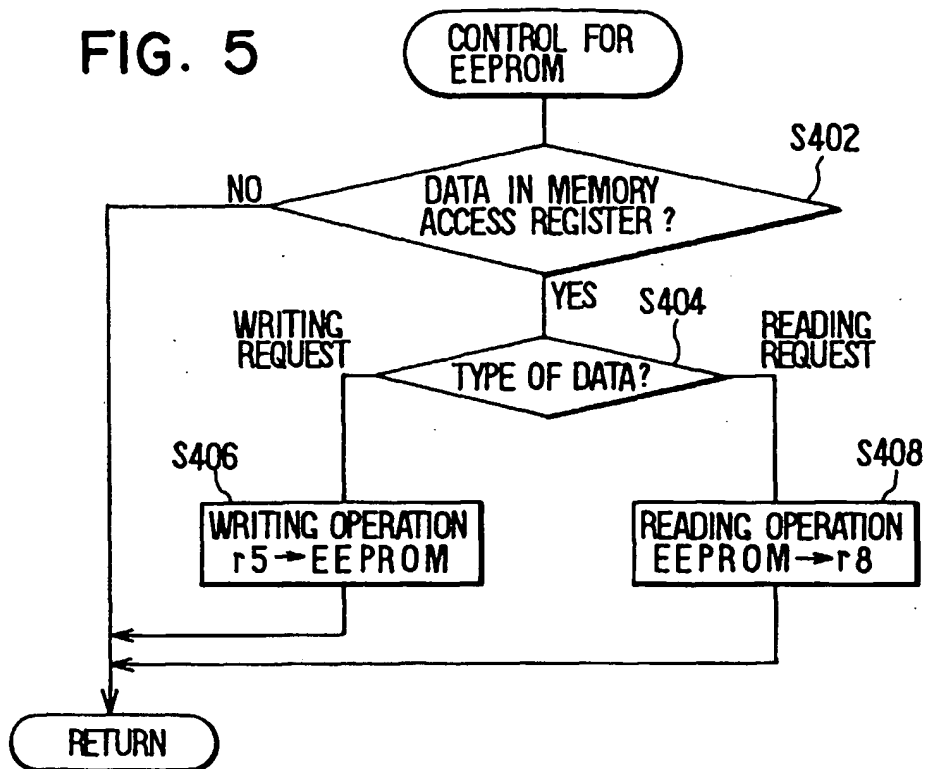 FIG. 5
CONTROL FOR
EEPROM
S402
NO
DATA IN MEMORY
ACCESS REGISTER ?
YES
S404
WRITING
REQUEST
READING
REQUEST
TYPE OF DATA?
S406
S408
WRITING OPERATION
r5→EEPROM
READING OPERATION
EEPROM→r8
RETURN